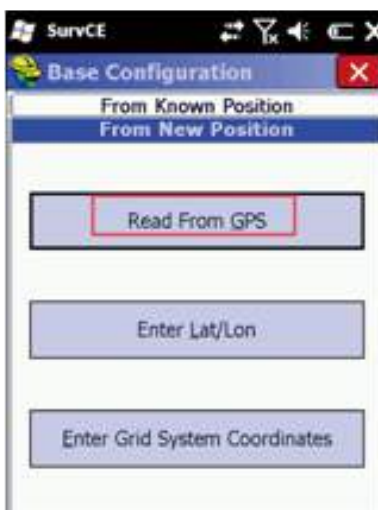 SurvCE
Base Configuration
From Known Position
From New Position
Read From GPS
Enter Lat/Lon
Enter Grid System Coordinates